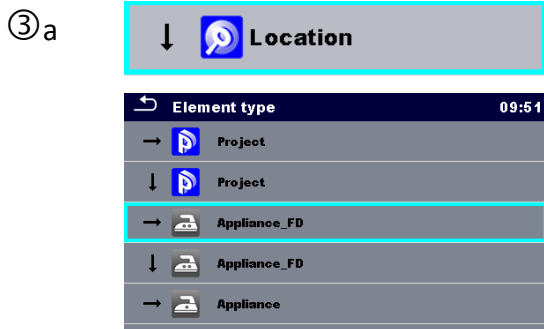 ③a
↓ Location
Element type 09:51
→ Project
↓ Project
→ Appliance_FD
↓ Appliance_FD
→ Appliance